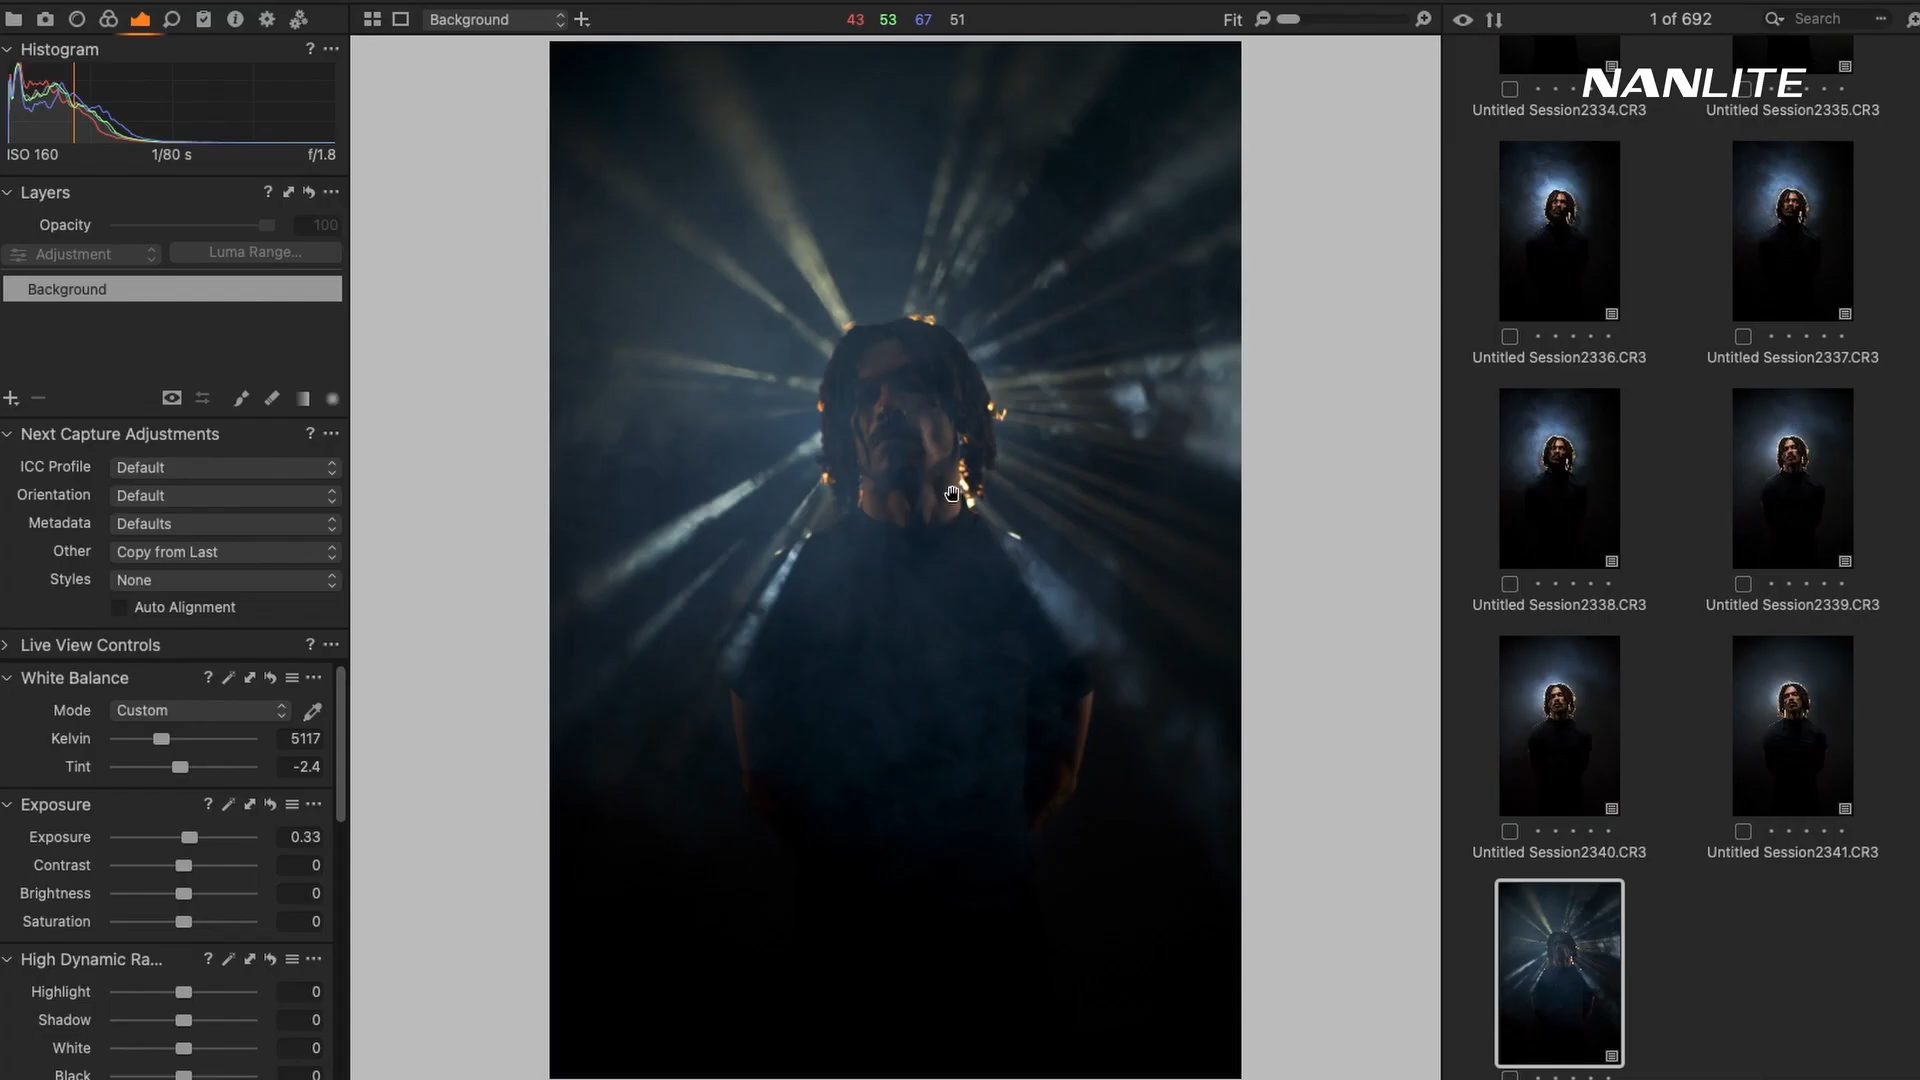 Background
43 53 67 51
Fit
1 of 692
Search
Histogram
?
ISO 160 1/80 s f/1.8
Layers
?
Opacity 100
Adjustment Luma Range...
Background
Next Capture Adjustments
?
ICC Profile Default
Orientation Default
Metadata Defaults
Other Copy from Last
Styles None
Auto Alignment
Live View Controls
?
White Balance
?
Mode Custom
Kelvin 5117
Tint -2.4
Exposure
?
Exposure 0.33
Contrast 0
Brightness 0
Saturation 0
High Dynamic Ra...
?
Highlight 0
Shadow 0
White 0
Black 0
NANLITE
Untitled Session2334.CR3 Untitled Session2335.CR3
Untitled Session2336.CR3 Untitled Session2337.CR3
Untitled Session2338.CR3 Untitled Session2339.CR3
Untitled Session2340.CR3 Untitled Session2341.CR3